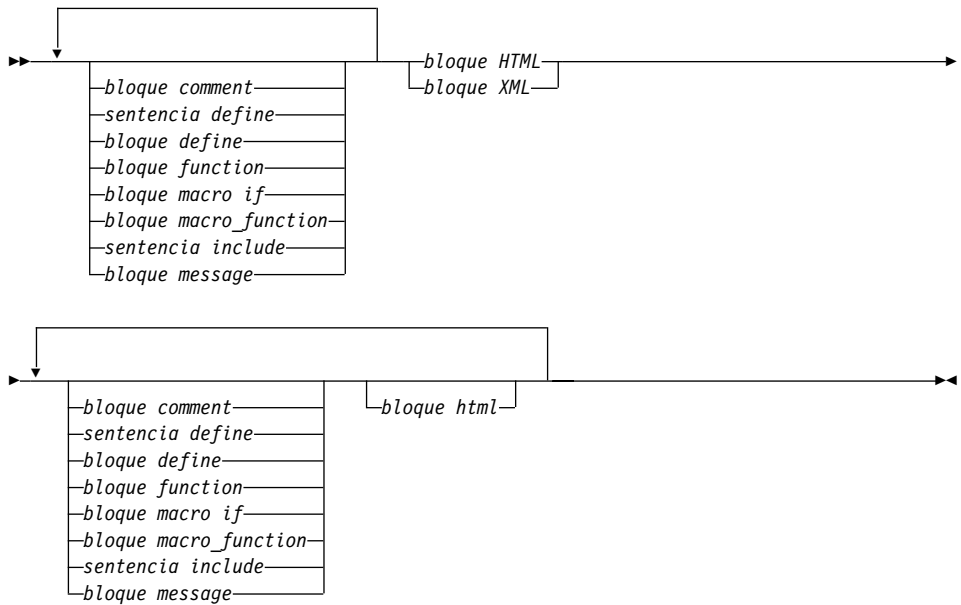 bloque HTML
bloque XML
bloque comment
sentencia define
bloque define
bloque function
bloque macro if
bloque macro_function
sentencia include
bloque message
bloque comment
bloque html
sentencia define
bloque define
bloque function
bloque macro if
bloque macro_function
sentencia include
bloque message